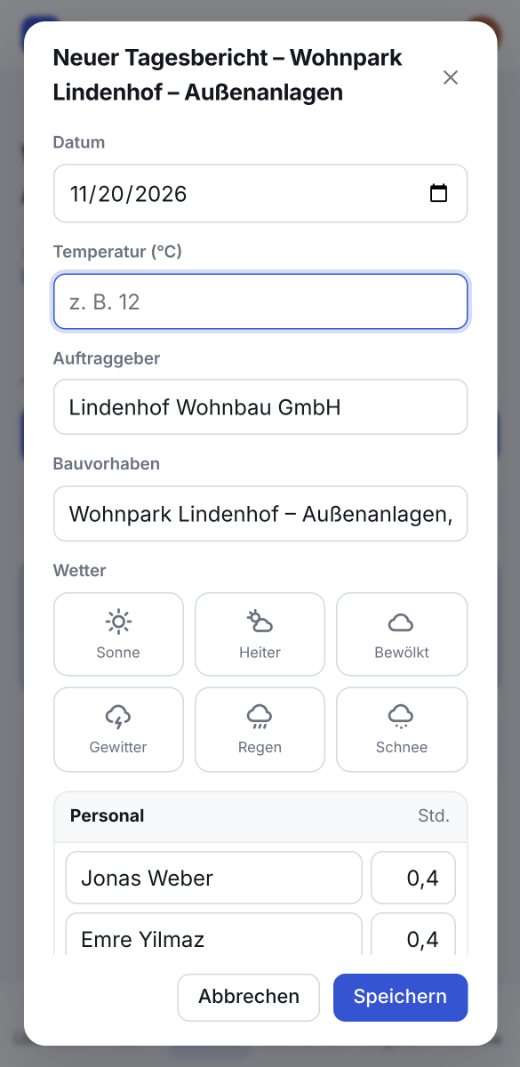 Neuer Tagesbericht – Wohnpark
Lindenhof – Außenanlagen
Datum
11/20/2026
Temperatur (°C)
z. B. 12
Auftraggeber
Lindenhof Wohnbau GmbH
Bauvorhaben
Wohnpark Lindenhof – Außenanlagen,
Wetter
Sonne Heiter Bewölkt
Gewitter Regen Schnee
Personal Std.
Jonas Weber 0,4
Emre Yilmaz 0,4
Abbrechen Speichern